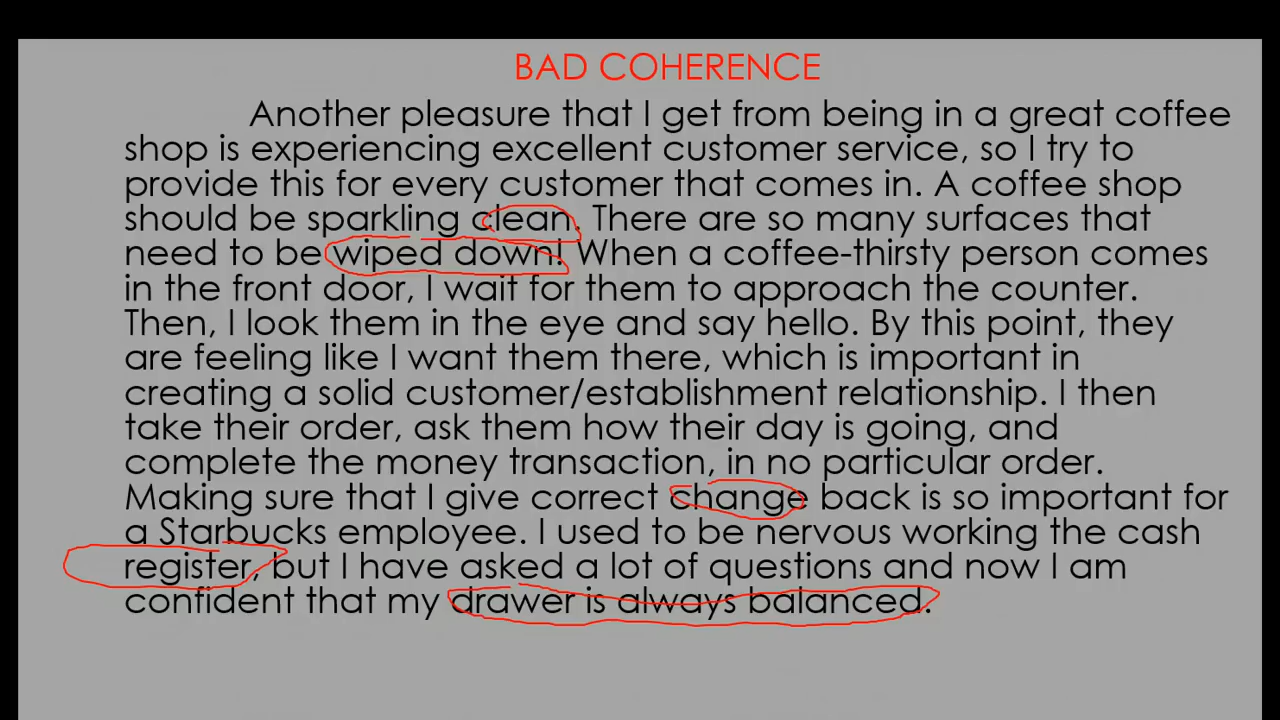 BAD COHERENCE
Another pleasure that I get from being in a great coffee
shop is experiencing excellent customer service, so I try to
provide this for every customer that comes in. A coffee shop
should be sparkling clean. There are so many surfaces that
need to be wiped down! When a coffee-thirsty person comes
in the front door, I wait for them to approach the counter.
Then, I look them in the eye and say hello. By this point, they
are feeling like I want them there, which is important in
creating a solid customer/establishment relationship. I then
take their order, ask them how their day is going, and
complete the money transaction, in no particular order.
Making sure that I give correct change back is so important for
a Starbucks employee. I used to be nervous working the cash
register, but I have asked a lot of questions and now I am
confident that my drawer is always balanced.